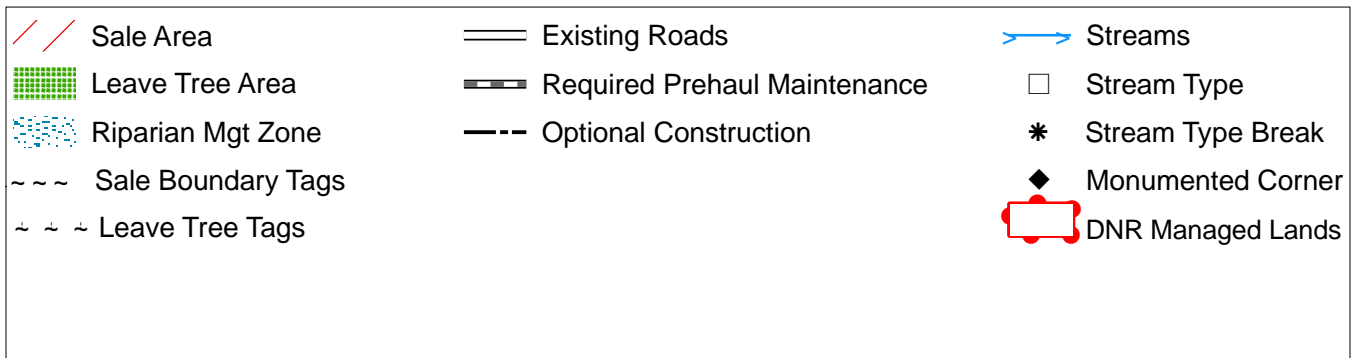 Sale Area
Leave Tree Area
Riparian Mgt Zone
Sale Boundary Tags
Leave Tree Tags
Existing Roads
Required Prehaul Maintenance
Optional Construction
Streams
Stream Type
Stream Type Break
Monumented Corner
DNR Managed Lands